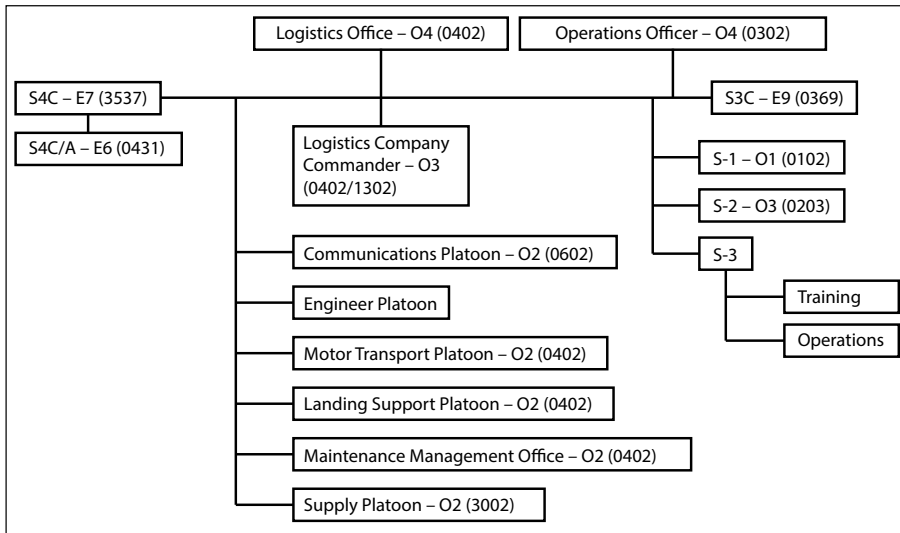 Logistics Office – O4 (0402)
Operations Officer – O4 (0302)
S4C – E7 (3537)
S3C – E9 (0369)
S4C/A – E6 (0431)
Logistics Company
Commander – O3
(0402/1302)
S-1 – O1 (0102)
S-2 – O3 (0203)
Communications Platoon – O2 (0602)
S-3
Engineer Platoon
Training
Motor Transport Platoon – O2 (0402)
Operations
Landing Support Platoon – O2 (0402)
Maintenance Management Office – O2 (0402)
Supply Platoon – O2 (3002)